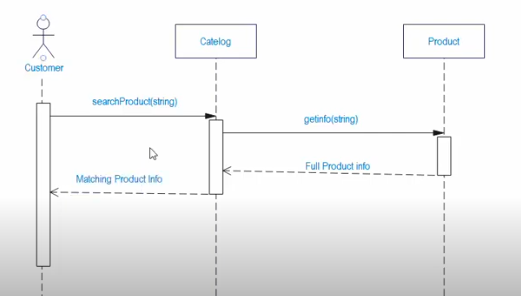 Customer
Catelog
Product
searchProduct(string)
getinfo(string)
Full Product info
Matching Product Info